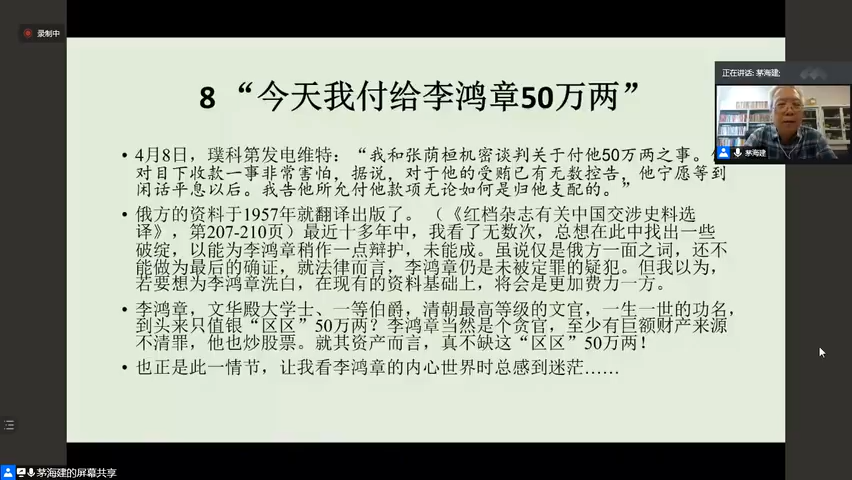 录制中
8 “今天我付给李鸿章50万两”
正在讲话: 茅海建;
茅海建
• 4月8日，璞科第发电维特：“我和张荫桓机密谈判关于付他50万两之事。
对目下收款一事非常害怕，据说，对于他的受贿已有无数控告，他宁愿等到
闲话平息以后。我告他所允付他款项无论如何是归他支配的。”
• 俄方的资料于1957年就翻译出版了。（《红档杂志有关中国交涉史料选
译》，第207-210页）最近十多年中，我看了无数次，总想在此中找出一些
破绽，以能为李鸿章稍作一点辩护，未能成。虽说仅是俄方一面之词，还不
能做为最后的确证，就法律而言，李鸿章仍是未被定罪的疑犯。但我以为，
若要想为李鸿章洗白，在现有的资料基础上，将会是更加费力一方。
• 李鸿章，文华殿大学士、一等伯爵，清朝最高等级的文官，一生一世的功名，
到头来只值银“区区”50万两？李鸿章当然是个贪官，至少有巨额财产来源
不清罪，他也炒股票。就其资产而言，真不缺这“区区”50万两！
• 也正是此一情节，让我看李鸿章的内心世界时总感到迷茫……
茅海建的屏幕共享